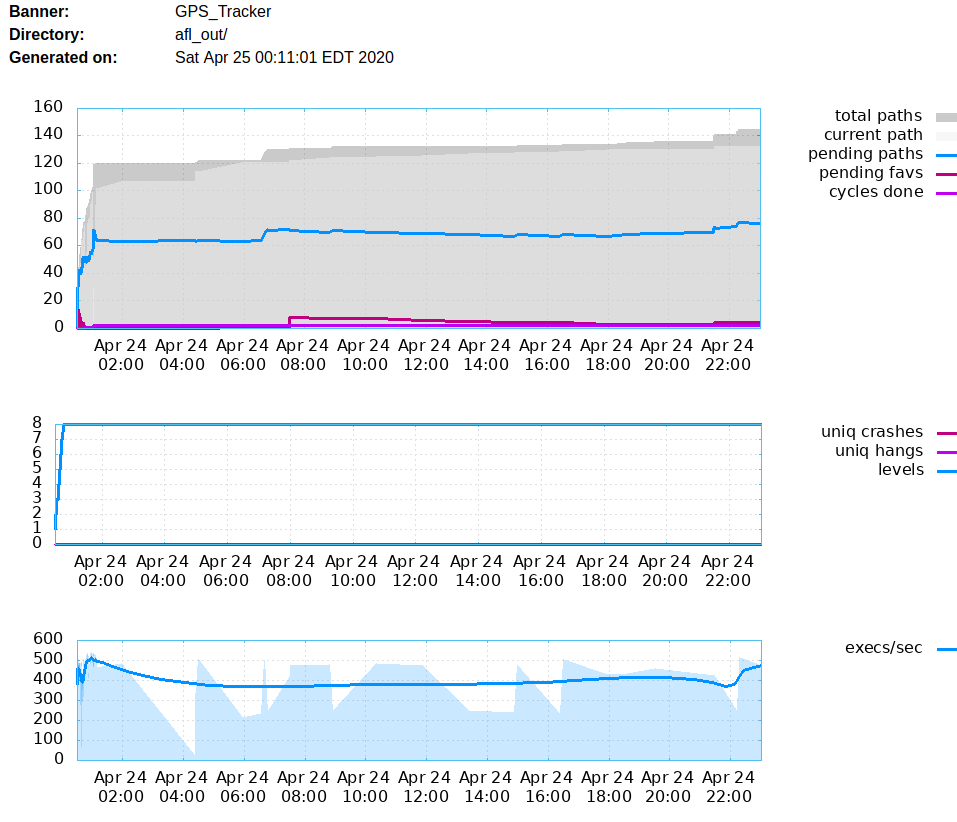 Banner: GPS_Tracker
Directory: afl_out/
Generated on: Sat Apr 25 00:11:01 EDT 2020
160
140
120
100
80
60
40
20
0
Apr 24 Apr 24 Apr 24 Apr 24 Apr 24 Apr 24 Apr 24 Apr 24 Apr 24 Apr 24 Apr 24
02:00 04:00 06:00 08:00 10:00 12:00 14:00 16:00 18:00 20:00 22:00
total paths
current path
pending paths
pending favs
cycles done
8
7
6
5
4
3
2
1
0
Apr 24 Apr 24 Apr 24 Apr 24 Apr 24 Apr 24 Apr 24 Apr 24 Apr 24 Apr 24 Apr 24
02:00 04:00 06:00 08:00 10:00 12:00 14:00 16:00 18:00 20:00 22:00
uniq crashes
uniq hangs
levels
600
500
400
300
200
100
0
Apr 24 Apr 24 Apr 24 Apr 24 Apr 24 Apr 24 Apr 24 Apr 24 Apr 24 Apr 24 Apr 24
02:00 04:00 06:00 08:00 10:00 12:00 14:00 16:00 18:00 20:00 22:00
execs/sec